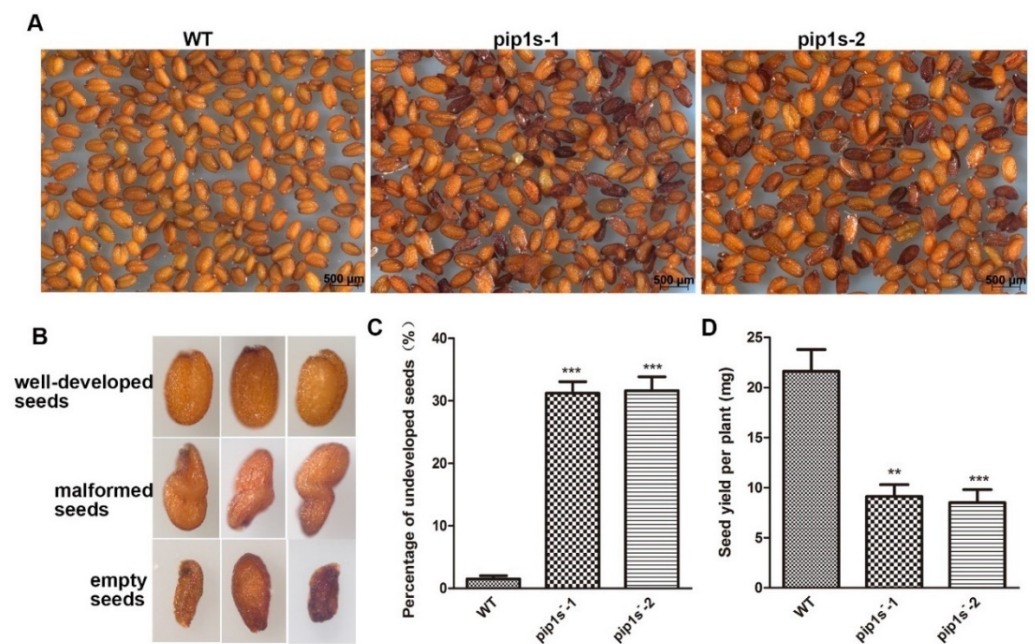 A
WT
pip1s-1
pip1s-2
500 µm
500 µm
500 µm
B
well-developed
seeds
malformed
seeds
empty
seeds
C
Percentage of undeveloped seeds (%)
40
30
20
10
0
***
***
WT
pip1s⁻-1
pip1s⁻-2
D
Seed yield per plant (mg)
25
20
15
10
5
0
**
***
WT
pip1s⁻-1
pip1s⁻-2